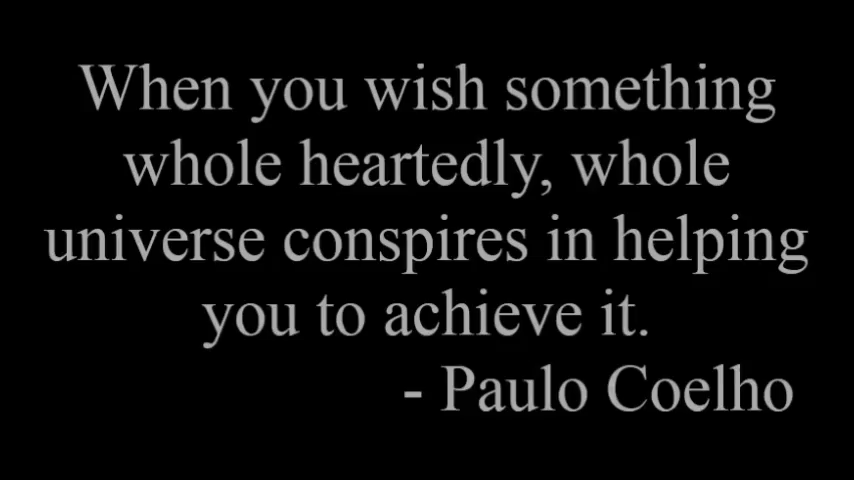 When you wish something
whole heartedly, whole
universe conspires in helping
you to achieve it.
- Paulo Coelho